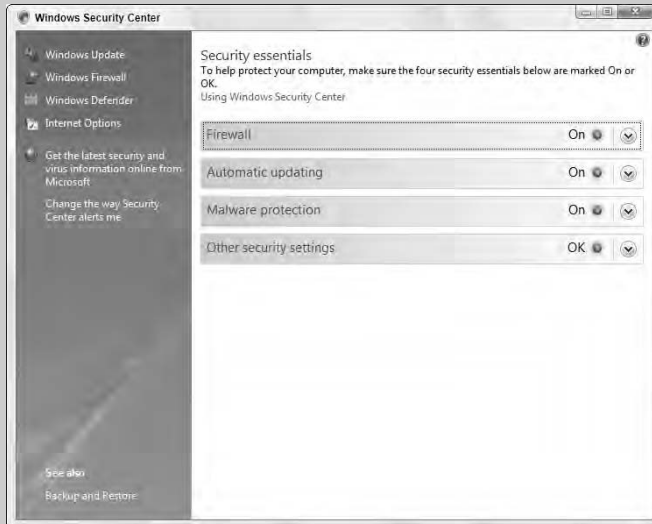 Windows Security Center
Windows Update
Windows Firewall
Windows Defender
Internet Options
Get the latest security and
virus information online from
Microsoft
Change the way Security
Center alerts me
See also
Backup and Restore
Security essentials
To help protect your computer, make sure the four security essentials below are marked On or
OK.
Using Windows Security Center
Firewall On
Automatic updating On
Malware protection On
Other security settings OK